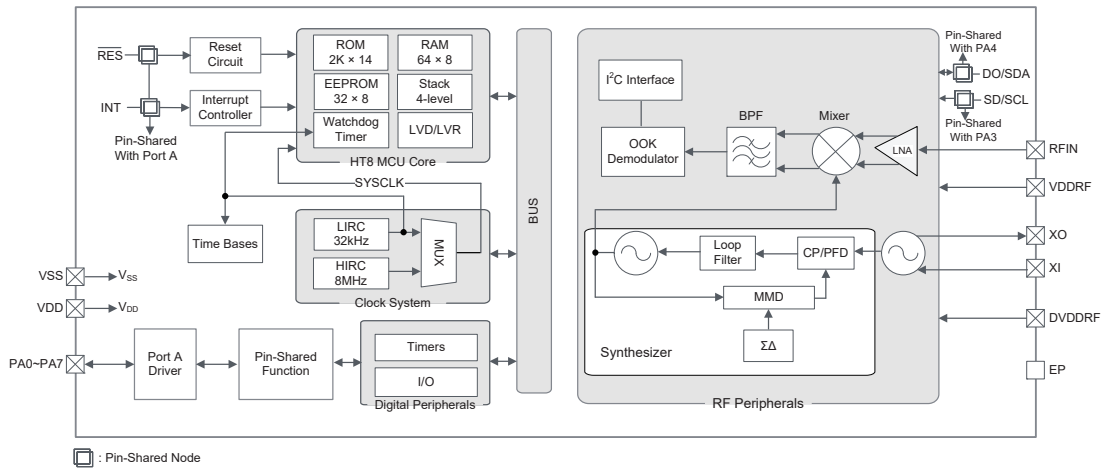 RES
Reset
Circuit
INT
Interrupt
Controller
Pin-Shared
With Port A
ROM
2K × 14
RAM
64 × 8
EEPROM
32 × 8
Stack
4-level
Watchdog
Timer
LVD/LVR
HT8 MCU Core
SYSCLK
Time Bases
LIRC
32kHz
HIRC
8MHz
MUX
Clock System
VSS
VSS
VDD
VDD
PA0~PA7
Port A
Driver
Pin-Shared
Function
Timers
I/O
Digital Peripherals
BUS
I²C Interface
OOK
Demodulator
BPF
Mixer
LNA
Loop
Filter
CP/PFD
MMD
ΣΔ
Synthesizer
RF Peripherals
Pin-Shared
With PA4
DO/SDA
SD/SCL
Pin-Shared
With PA3
RFIN
VDDRF
XO
XI
DVDDRF
EP
: Pin-Shared Node